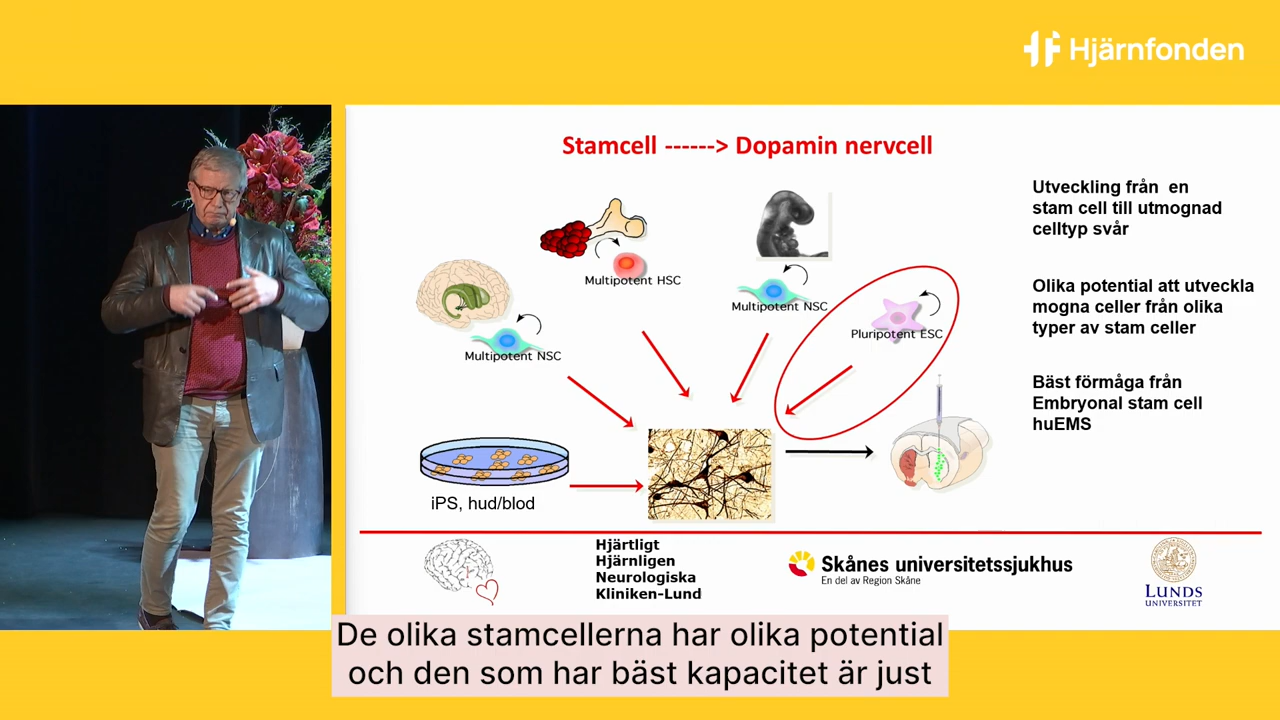 Hjärnfonden
Stamcell ------> Dopamin nervcell
Utveckling från en
stam cell till utmognad
celltyp svår
Multipotent HSC
Multipotent NSC
Multipotent NSC
Pluripotent ESC
Olika potential att utveckla
mogna celler från olika
typer av stam celler
Bäst förmåga från
Embryonal stam cell
huEMS
iPS, hud/blod
Hjärtligt
Hjärnligen
Neurologiska
Kliniken-Lund
Skånes universitetssjukhus
En del av Region Skåne
LUNDS
UNIVERSITET
De olika stamcellerna har olika potential
och den som har bäst kapacitet är just